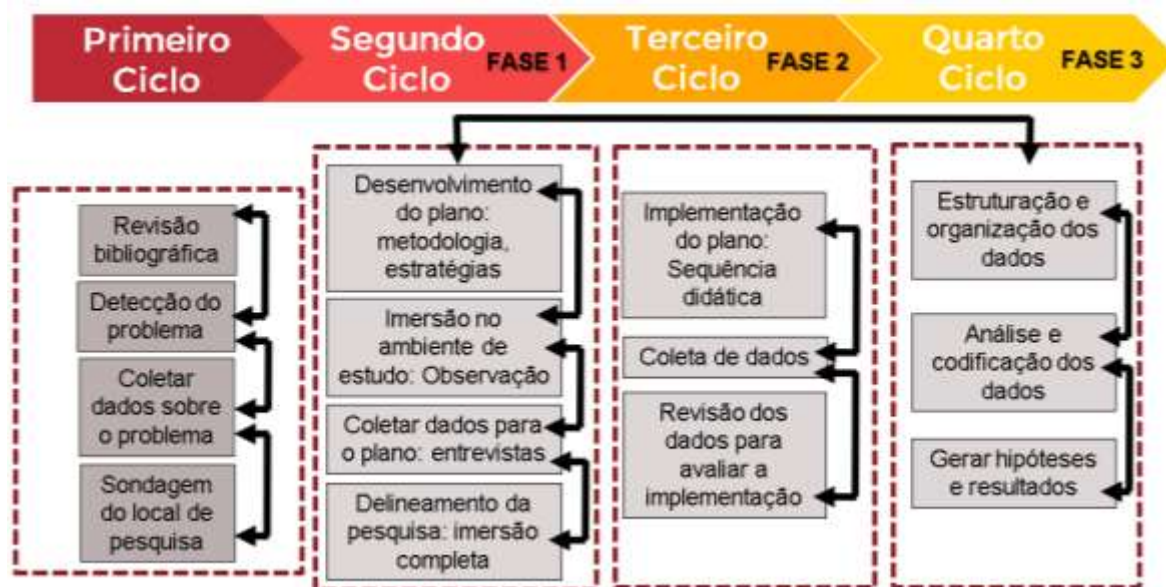 Primeiro
Ciclo
Segundo
Ciclo
FASE 1
Terceiro
Ciclo
FASE 2
Quarto
Ciclo
FASE 3
Revisão
bibliográfica
Detecção do
problema
Coletar
dados sobre
o problema
Sondagem
do local de
pesquisa
Desenvolvimento
do plano:
metodologia,
estratégias
Imersão no
ambiente de
estudo: Observação
Coletar dados para
o plano: entrevistas
Delineamento da
pesquisa: imersão
completa
Implementação
do plano:
Sequência
didática
Coleta de dados
Revisão dos
dados para
avaliar a
implementação
Estruturação e
organização dos
dados
Análise e
codificação dos
dados
Gerar hipóteses
e resultados